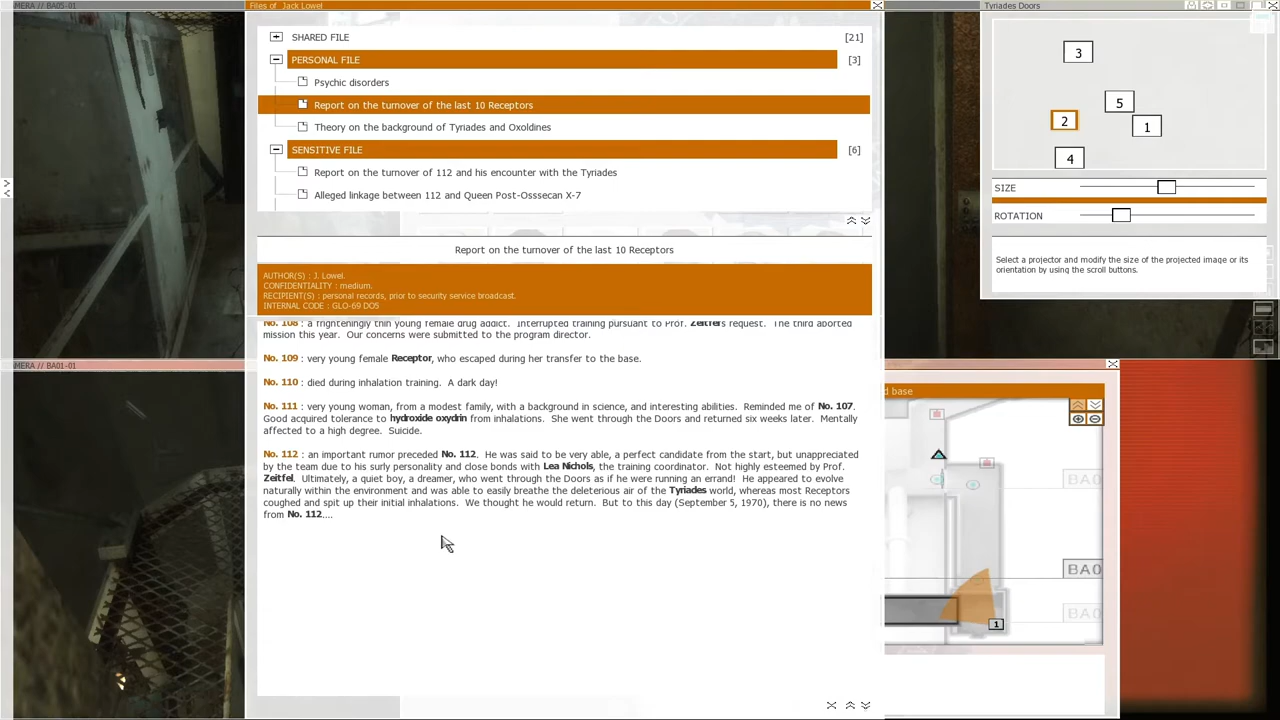 MERA // BA05-01
Files of Jack Lowel
Tyriades Doors
SHARED FILE [21]
PERSONAL FILE [3]
Psychic disorders
Report on the turnover of the last 10 Receptors
Theory on the background of Tyriades and Oxoldines
SENSITIVE FILE [6]
Report on the turnover of 112 and his encounter with the Tyriades
Alleged linkage between 112 and Queen Post-Osssecan X-7
3
5
2
1
4
SIZE
ROTATION
Select a projector and modify the size of the projected image or its
orientation by using the scroll buttons.
Report on the turnover of the last 10 Receptors
AUTHOR(S) : J. Lowel.
CONFIDENTIALITY : medium.
RECIPIENT(S) : personal records, prior to security service broadcast.
INTERNAL CODE : GLO-69 DO5
No. 108 : a frighteningly thin young female drug addict. Interrupted training pursuant to Prof. Zeitfel's request. The third aborted
mission this year. Our concerns were submitted to the program director.
No. 109 : very young female Receptor, who escaped during her transfer to the base.
No. 110 : died during inhalation training. A dark day!
No. 111 : very young woman, from a modest family, with a background in science, and interesting abilities. Reminded me of No. 107.
Good acquired tolerance to hydroxide oxydrin from inhalations. She went through the Doors and returned six weeks later. Mentally
affected to a high degree. Suicide.
No. 112 : an important rumor preceded No. 112. He was said to be very able, a perfect candidate from the start, but unappreciated
by the team due to his surly personality and close bonds with Lea Nichols, the training coordinator. Not highly esteemed by Prof.
Zeitfel. Ultimately, a quiet boy, a dreamer, who went through the Doors as if he were running an errand! He appeared to evolve
naturally within the environment and was able to easily breathe the deleterious air of the Tyriades world, whereas most Receptors
coughed and spit up their initial inhalations. We thought he would return. But to this day (September 5, 1970), there is no news
from No. 112....
MERA // BA01-01
d base
BA0
BA0
BA0
1